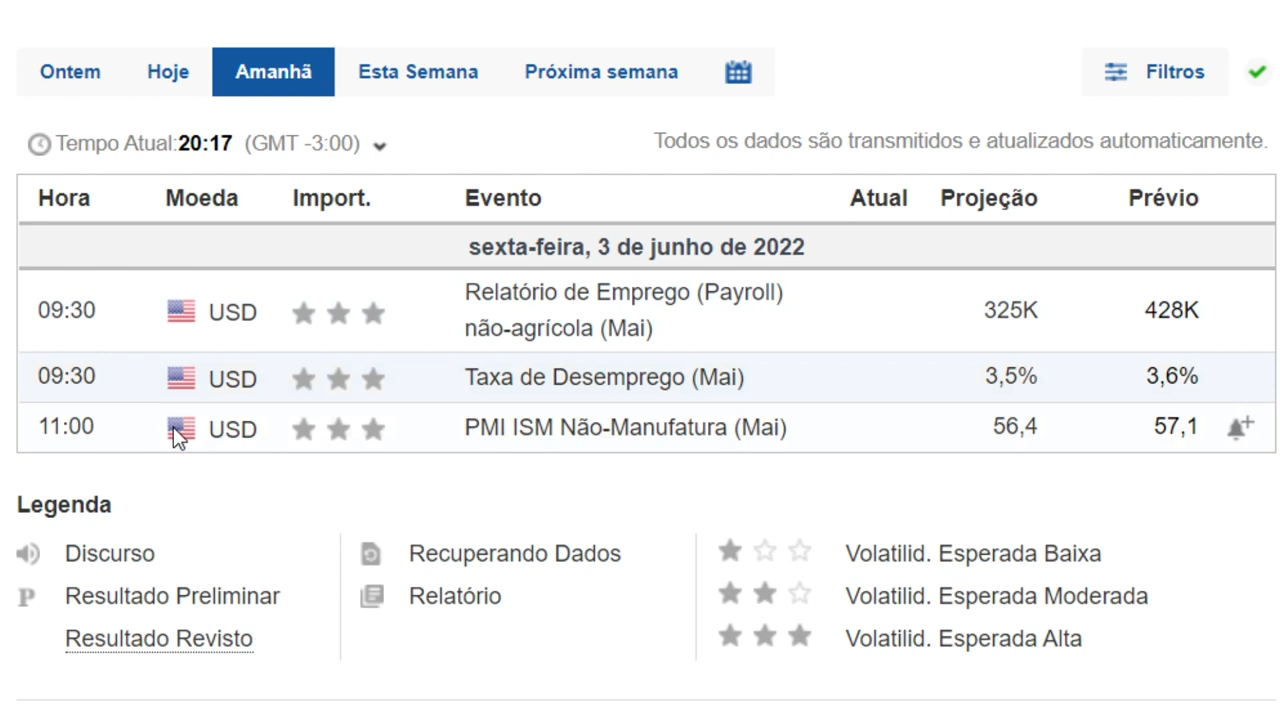 Ontem Hoje Amanhã Esta Semana Próxima semana Filtros
Tempo Atual:20:17 (GMT -3:00) Todos os dados são transmitidos e atualizados automaticamente.
Hora Moeda Import. Evento Atual Projeção Prévio
sexta-feira, 3 de junho de 2022
09:30 USD Relatório de Emprego (Payroll) não-agrícola (Mai) 325K 428K
09:30 USD Taxa de Desemprego (Mai) 3,5% 3,6%
11:00 USD PMI ISM Não-Manufatura (Mai) 56,4 57,1
Legenda
Discurso Recuperando Dados Volatilid. Esperada Baixa
P Resultado Preliminar Relatório Volatilid. Esperada Moderada
Resultado Revisto Volatilid. Esperada Alta